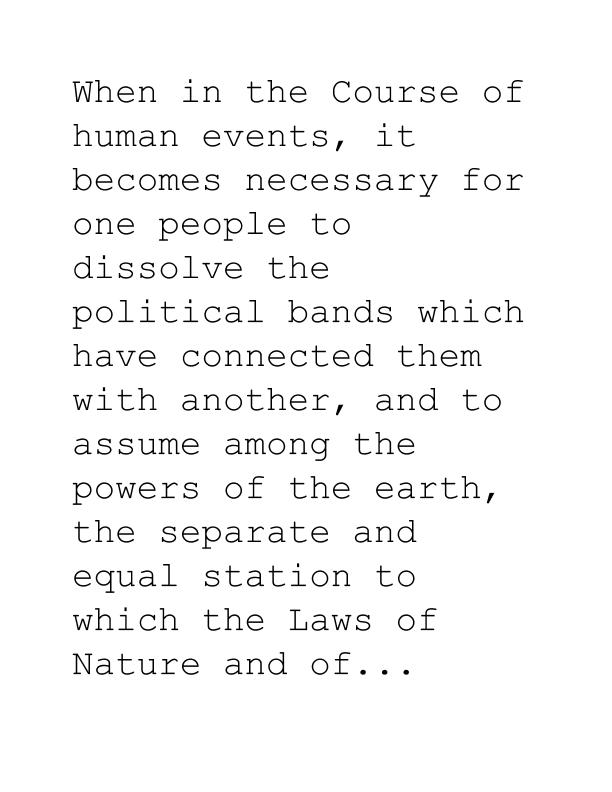 When in the Course of
human events, it
becomes necessary for
one people to
dissolve the
political bands which
have connected them
with another, and to
assume among the
powers of the earth,
the separate and
equal station to
which the Laws of
Nature and of...